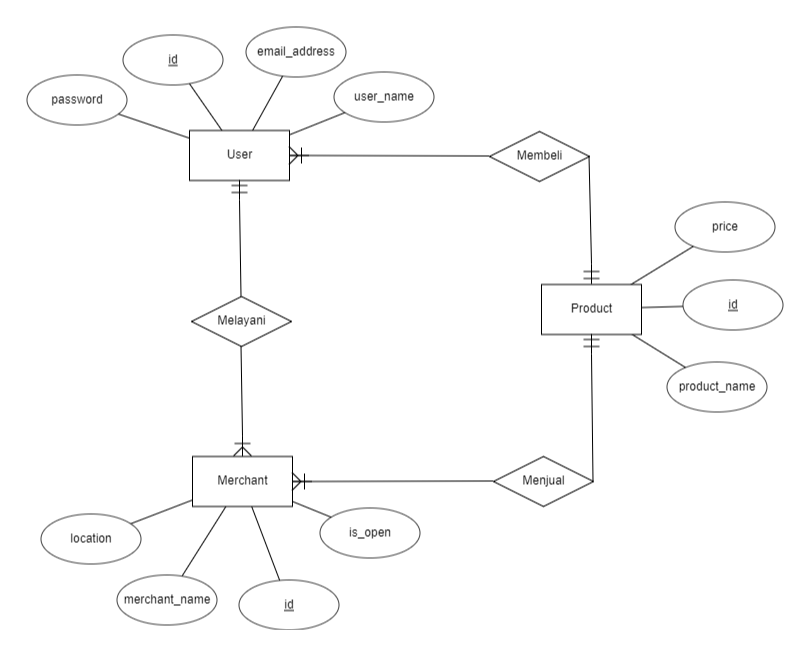 email_address
id
password
user_name
User
Membeli
price
id
Product
Melayani
product_name
Merchant
Menjual
location
is_open
merchant_name
id